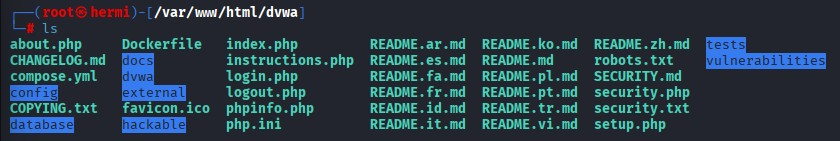 ┌──(root㉿hermi)-[/var/www/html/dvwa]
└─# ls
about.php Dockerfile index.php README.ar.md README.ko.md README.zh.md tests
CHANGELOG.md docs instructions.php README.es.md README.md robots.txt vulnerabilities
compose.yml dvwa login.php README.fa.md README.pl.md SECURITY.md
config external logout.php README.fr.md README.pt.md security.php
COPYING.txt favicon.ico phpinfo.php README.id.md README.tr.md security.txt
database hackable php.ini README.it.md README.vi.md setup.php